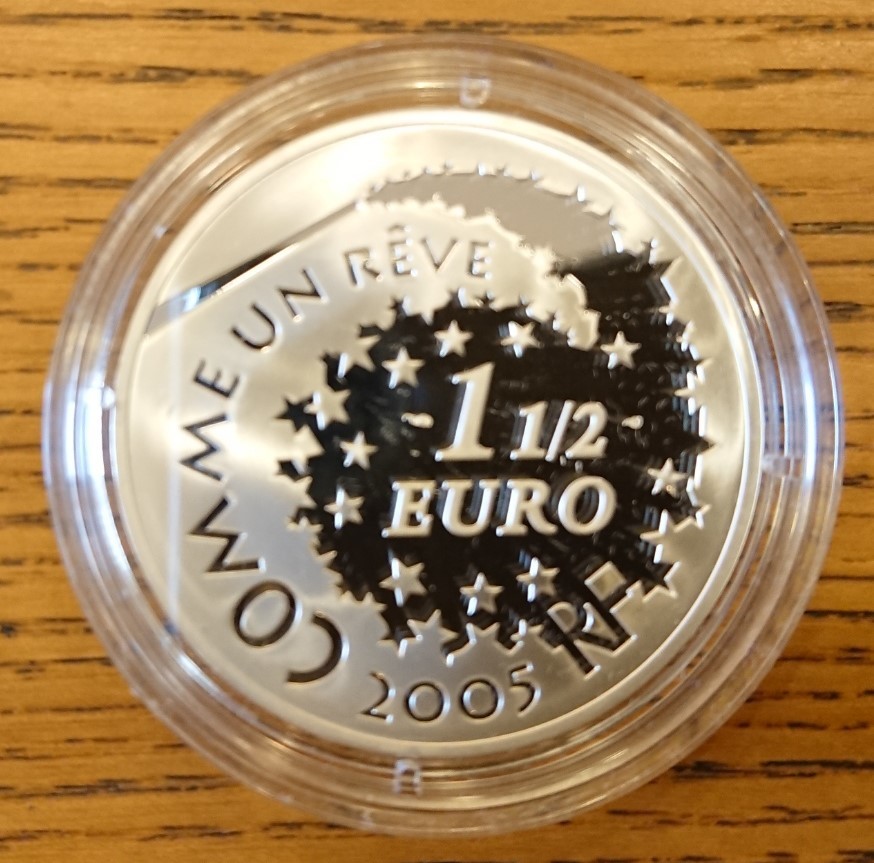 COMME UN RÊVE
1 1/2
EURO
RF
2005